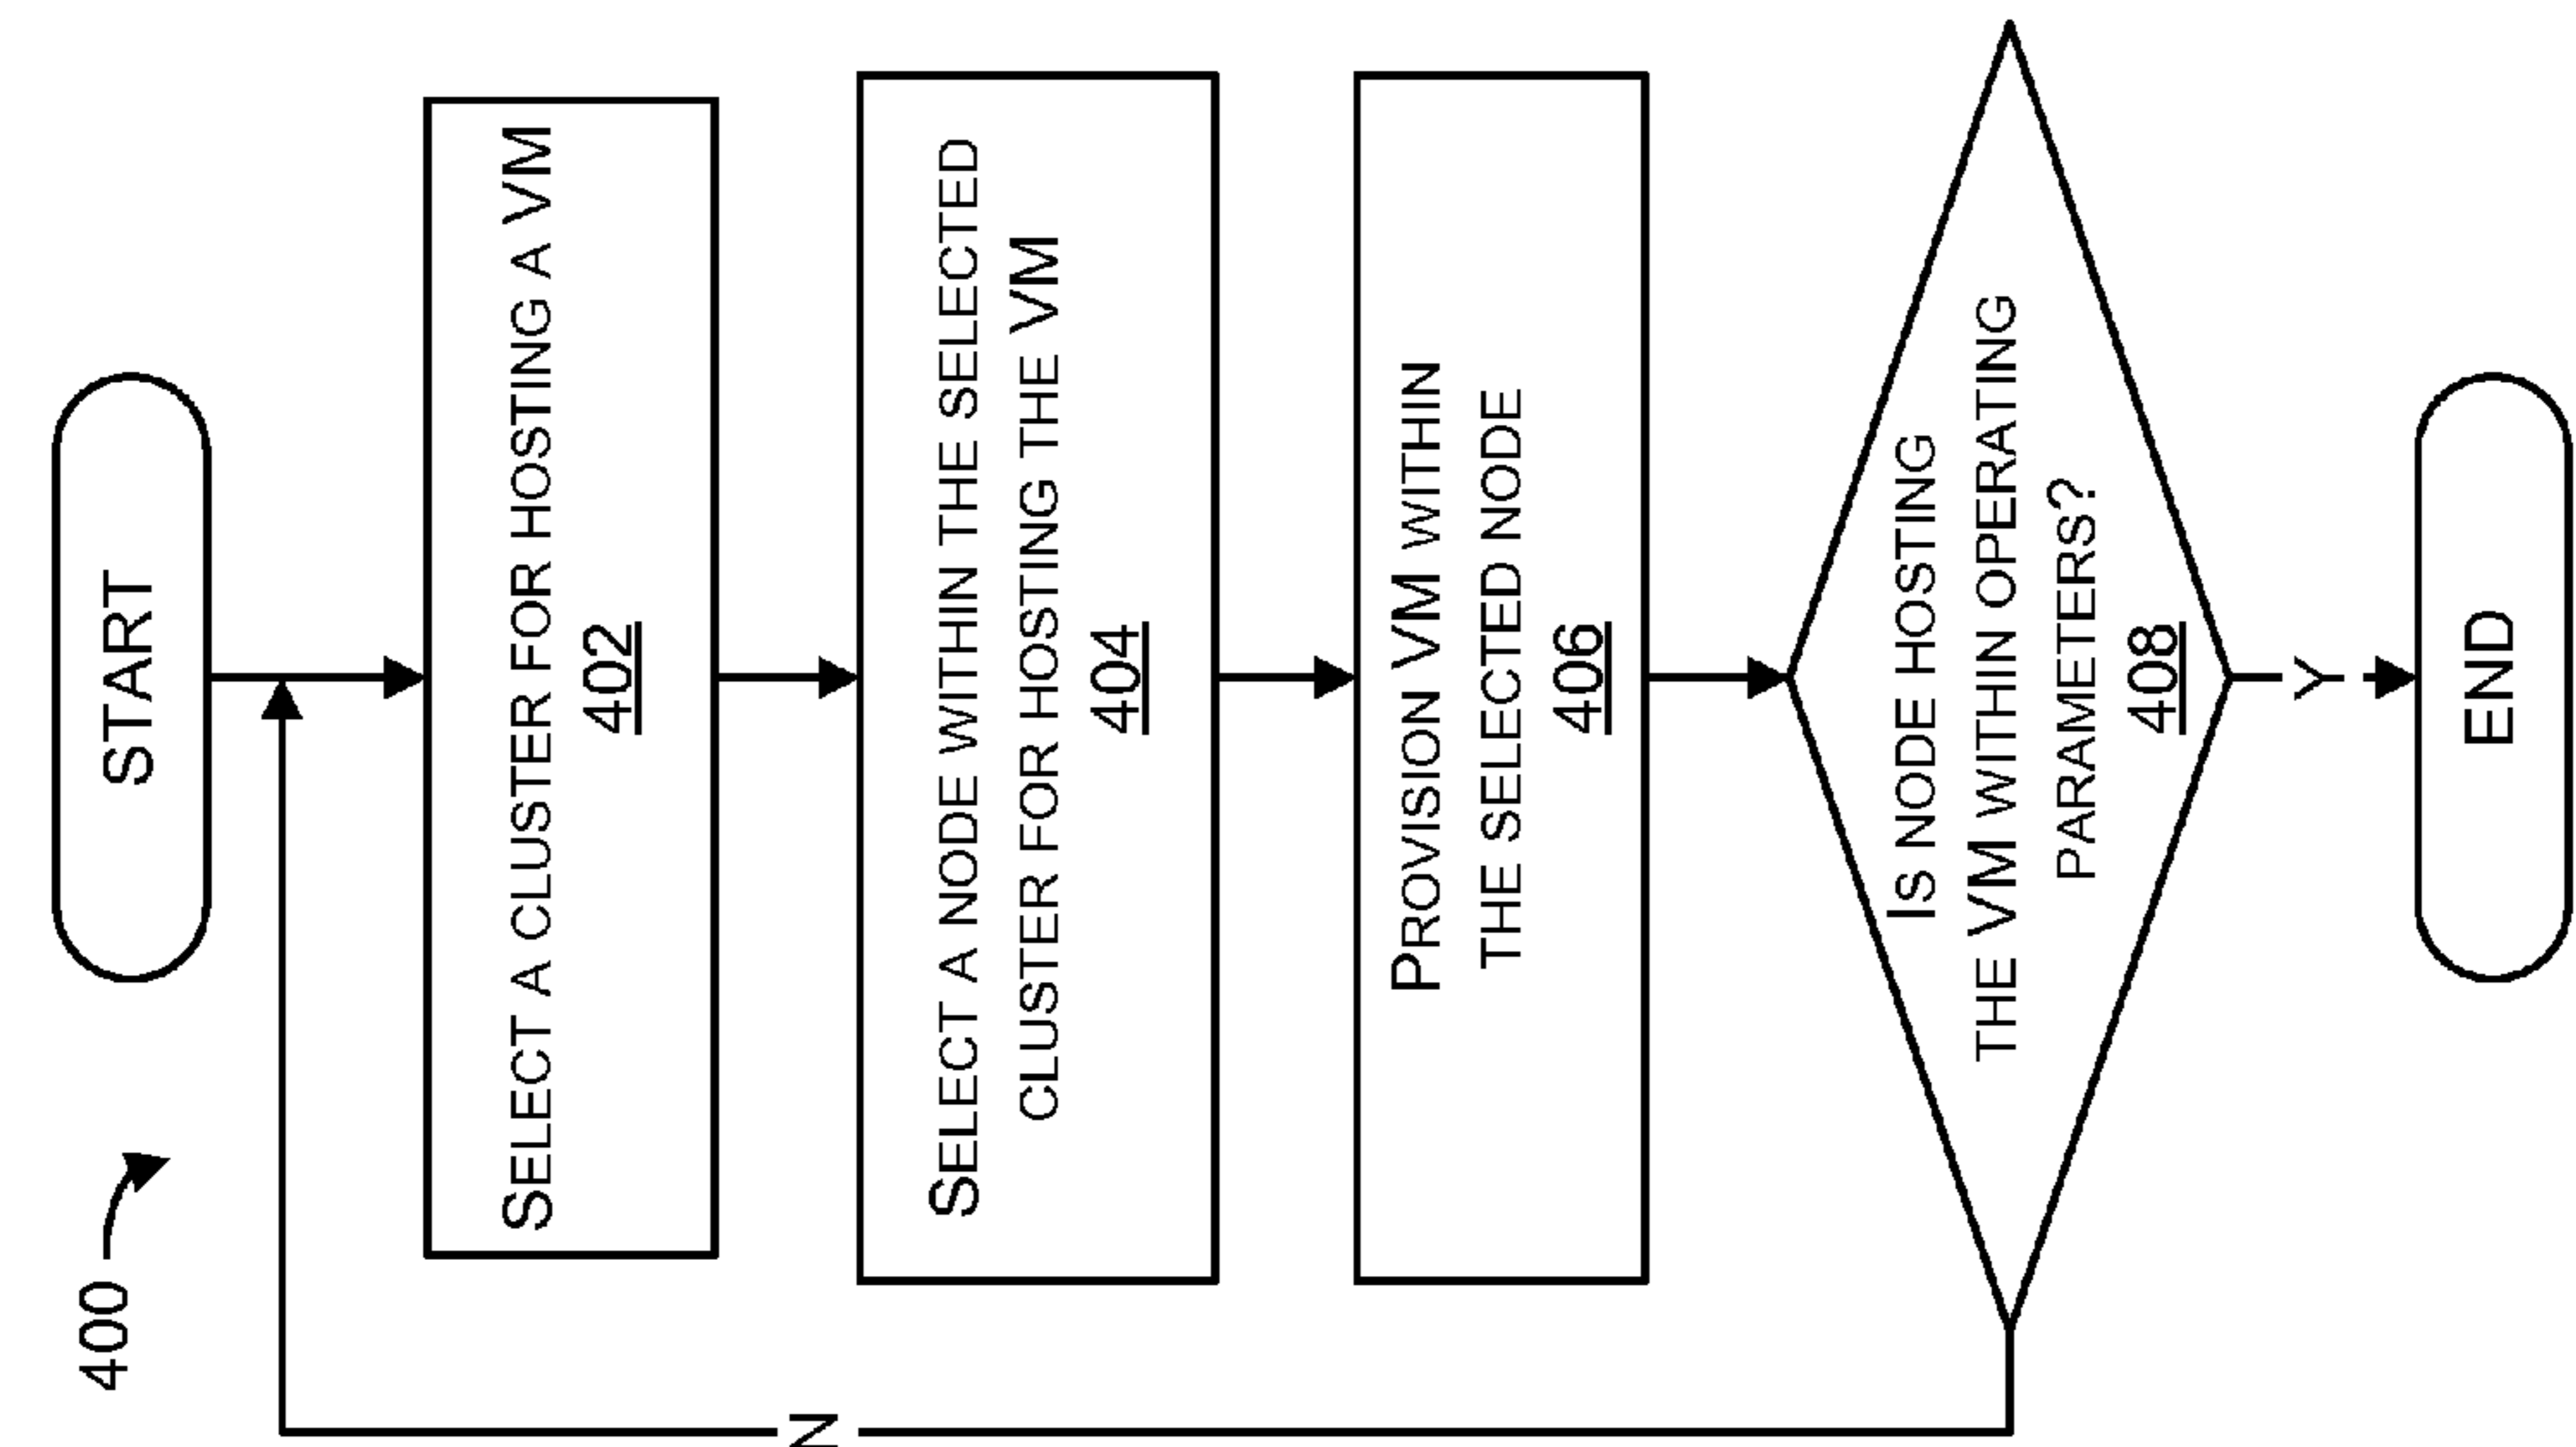 400
START
SELECT A CLUSTER FOR HOSTING A VM
402
SELECT A NODE WITHIN THE SELECTED
CLUSTER FOR HOSTING THE VM
404
PROVISION VM WITHIN
THE SELECTED NODE
406
IS NODE HOSTING
THE VM WITHIN OPERATING
PARAMETERS?
408
N
Y
END